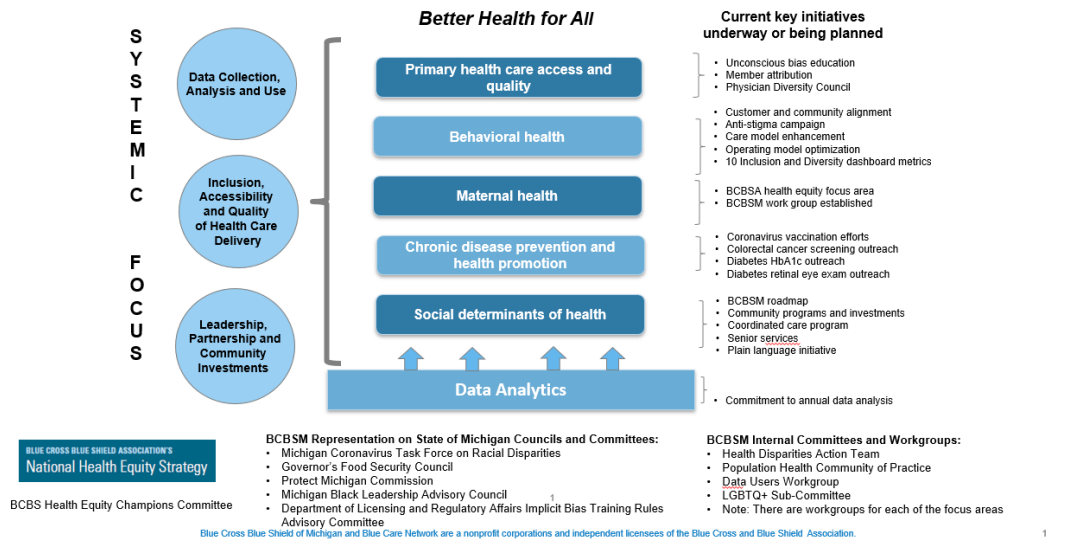 Better Health for All
Current key initiatives
underway or being planned
SYSTEMIC
FOCUS
Data Collection,
Analysis and Use
Inclusion,
Accessibility
and Quality
of Health Care
Delivery
Leadership,
Partnership and
Community
Investments
Primary health care access and
quality
• Unconscious bias education
• Member attribution
• Physician Diversity Council
Behavioral health
• Customer and community alignment
• Anti-stigma campaign
• Care model enhancement
• Operating model optimization
• 10 Inclusion and Diversity dashboard metrics
Maternal health
• BCBSA health equity focus area
• BCBSM work group established
Chronic disease prevention and
health promotion
• Coronavirus vaccination efforts
• Colorectal cancer screening outreach
• Diabetes HbA1c outreach
• Diabetes retinal eye exam outreach
Social determinants of health
• BCBSM roadmap
• Community programs and investments
• Coordinated care program
• Senior services
• Plain language initiative
Data Analytics
• Commitment to annual data analysis
BLUE CROSS BLUE SHIELD ASSOCIATION'S
National Health Equity Strategy
BCBS Health Equity Champions Committee
BCBSM Representation on State of Michigan Councils and Committees:
• Michigan Coronavirus Task Force on Racial Disparities
• Governor's Food Security Council
• Protect Michigan Commission
• Michigan Black Leadership Advisory Council
1
• Department of Licensing and Regulatory Affairs Implicit Bias Training Rules
Advisory Committee
BCBSM Internal Committees and Workgroups:
• Health Disparities Action Team
• Population Health Community of Practice
• Data Users Workgroup
• LGBTQ+ Sub-Committee
• Note: There are workgroups for each of the focus areas
Blue Cross Blue Shield of Michigan and Blue Care Network are a nonprofit corporations and independent licensees of the Blue Cross and Blue Shield Association.
1